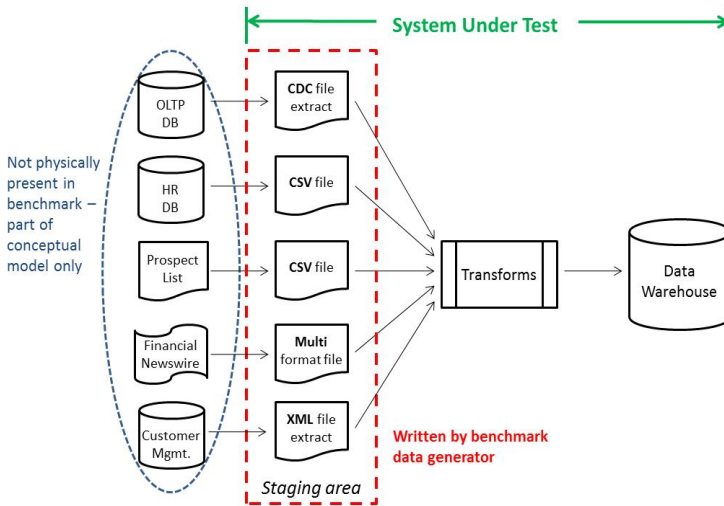 System Under Test
OLTP
DB
CDC file
extract
Not physically
present in
benchmark –
part of
conceptual
model only
HR
DB
CSV file
Prospect
List
CSV file
Transforms
Data
Warehouse
Financial
Newswire
Multi
format file
Customer
Mgmt.
XML file
extract
Written by benchmark
data generator
Staging area